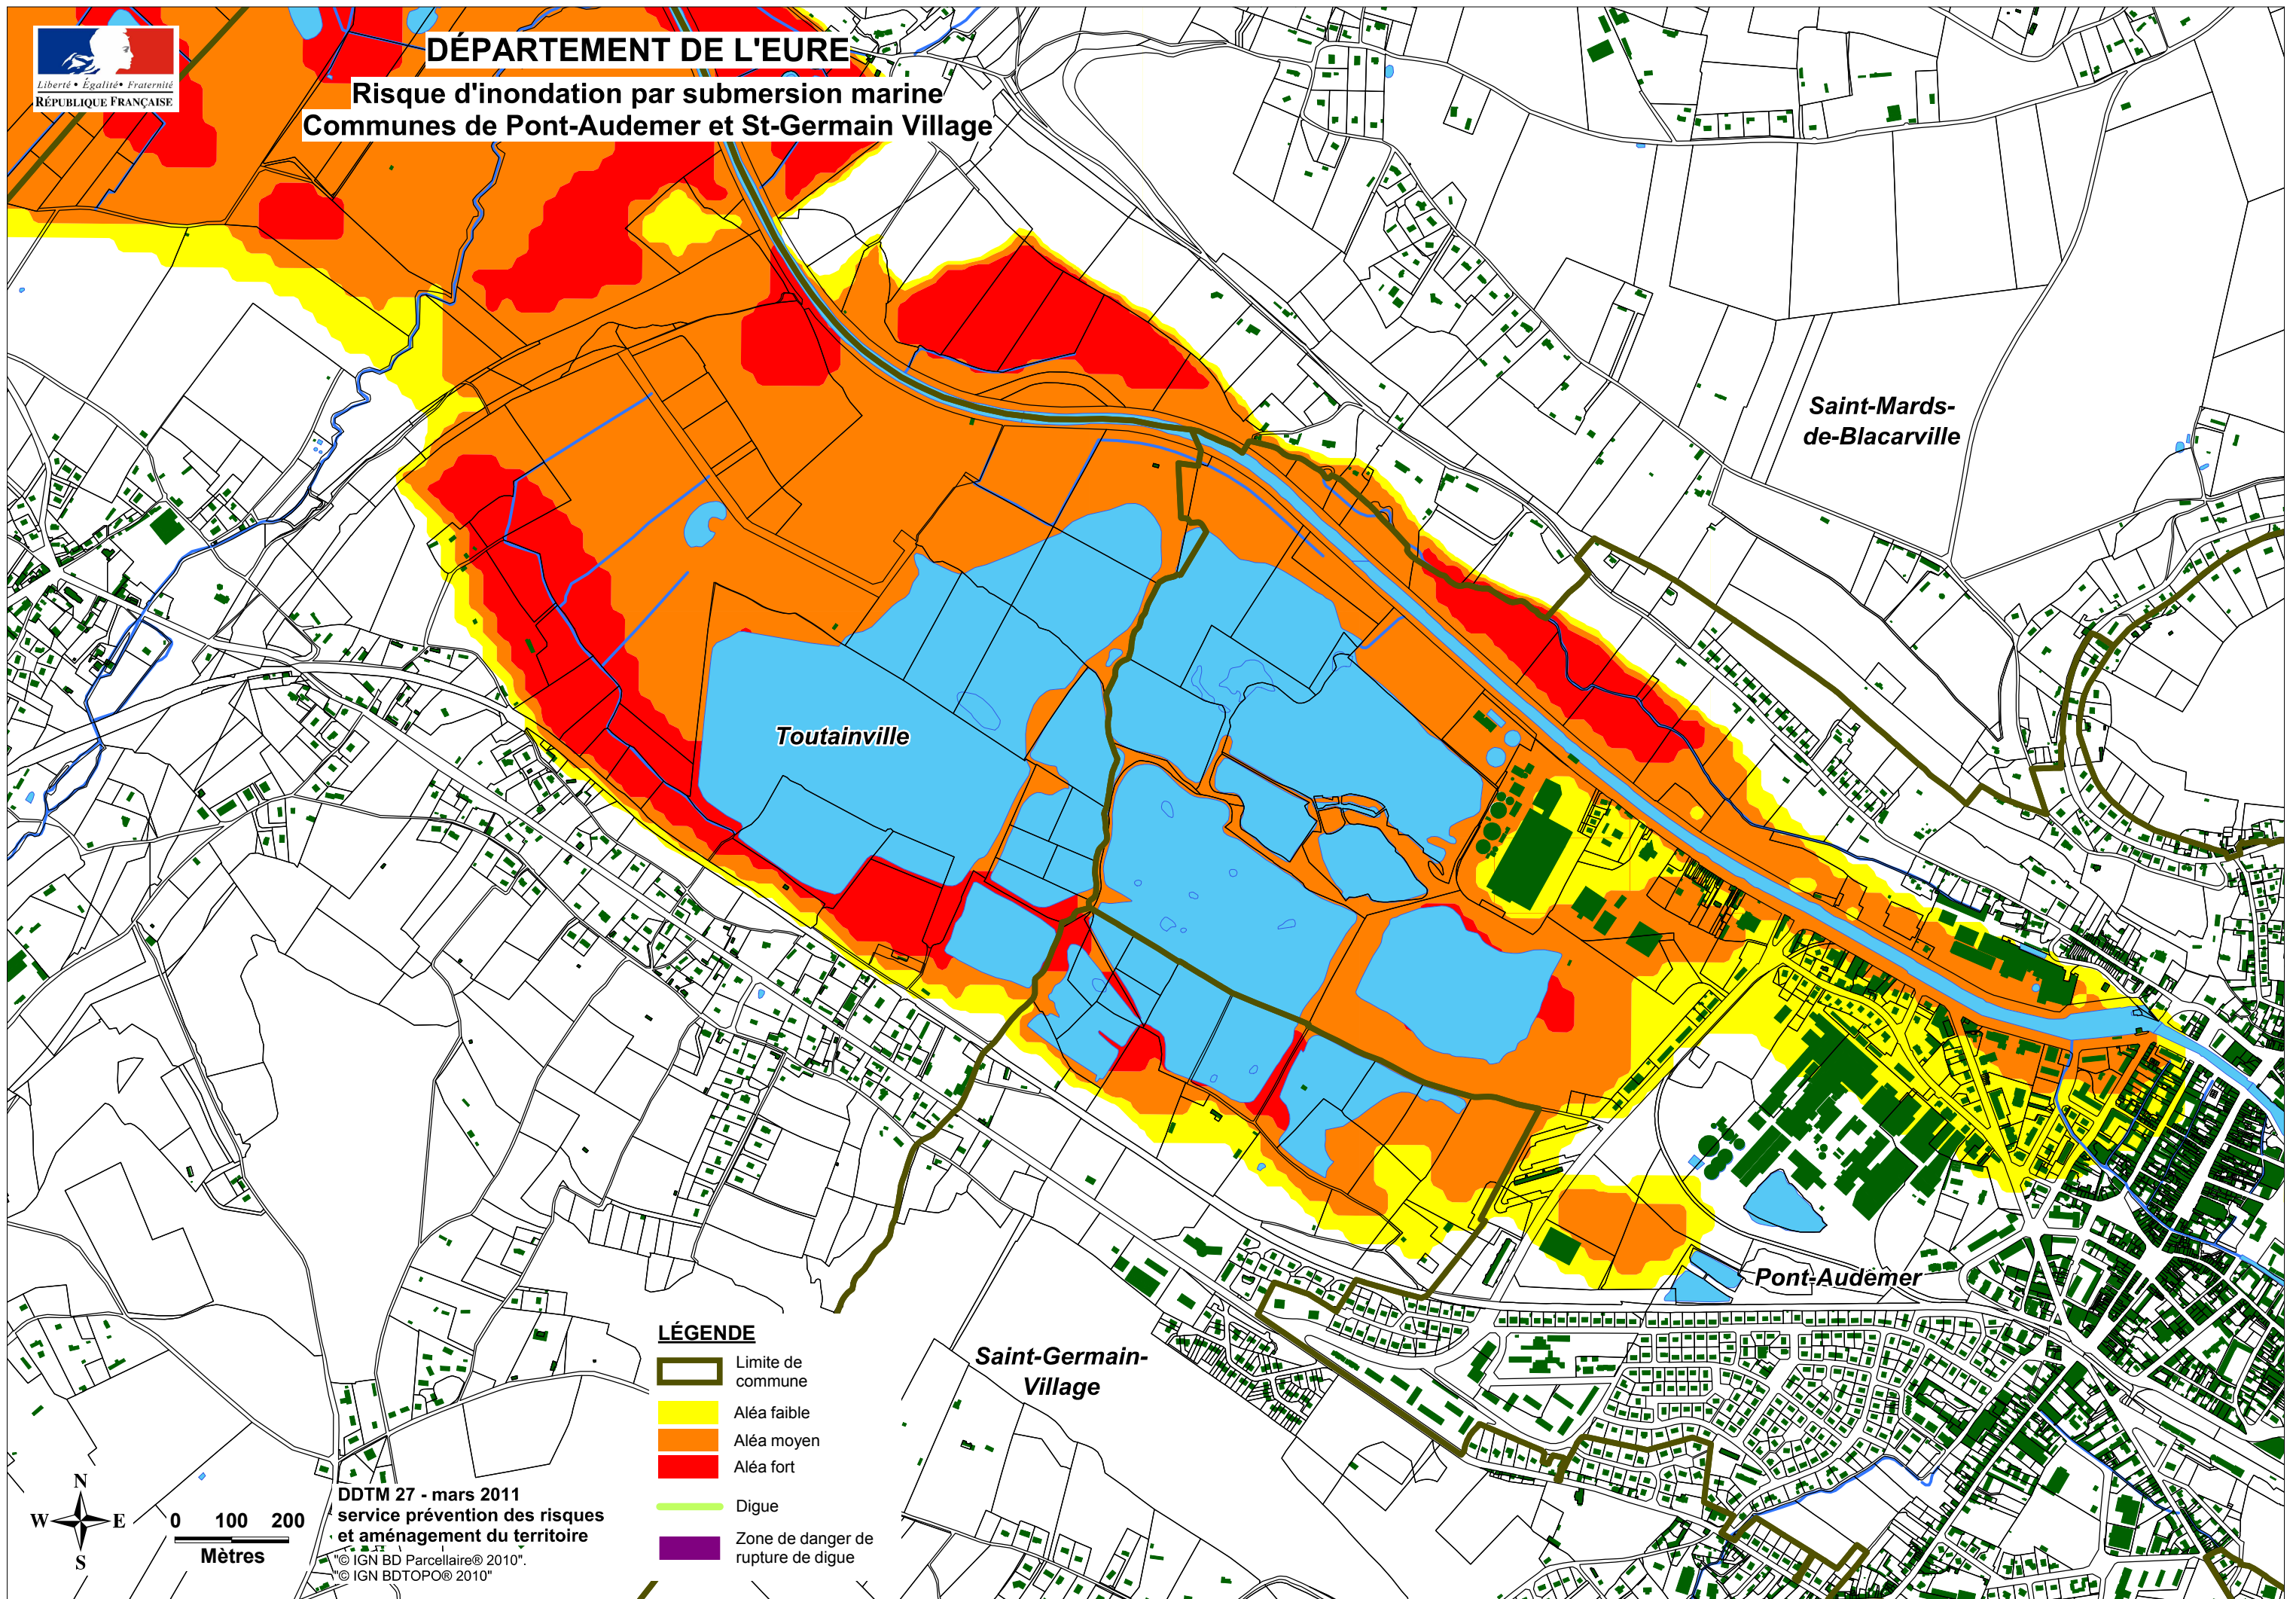 Liberté • Égalité • Fraternité
RÉPUBLIQUE FRANÇAISE
DÉPARTEMENT DE L'EURE
Risque d'inondation par submersion marine
Communes de Pont-Audemer et St-Germain Village
Saint-Mards-
de-Blacarville
Toutainville
Pont-Audemer
Saint-Germain-
Village
LÉGENDE
Limite de
commune
Aléa faible
Aléa moyen
Aléa fort
Digue
Zone de danger de
rupture de digue
N
W E
S
0 100 200
Mètres
DDTM 27 - mars 2011
service prévention des risques
et aménagement du territoire
"© IGN BD Parcellaire® 2010".
"© IGN BDTOPO® 2010"